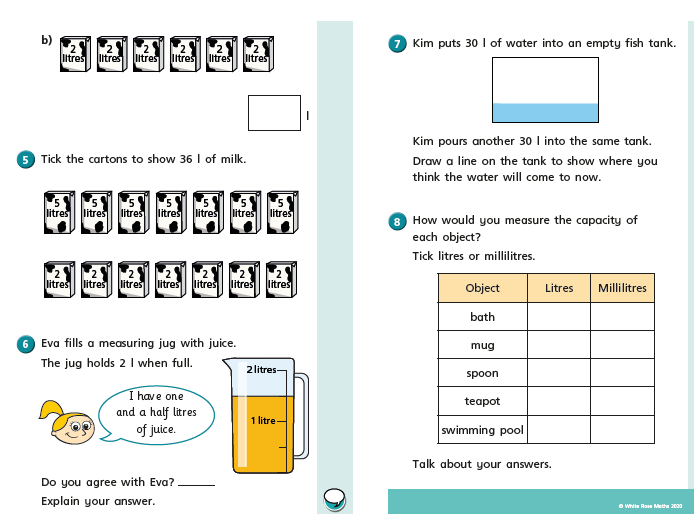 b)
2 litres 2 litres 2 litres 2 litres 2 litres 2 litres
l
5 Tick the cartons to show 36 l of milk.
5 litres 5 litres 5 litres 5 litres 5 litres 5 litres 5 litres
2 litres 2 litres 2 litres 2 litres 2 litres 2 litres 2 litres
6 Eva fills a measuring jug with juice.
The jug holds 2 l when full.
2 litres
1 litre
I have one
and a half litres
of juice.
Do you agree with Eva?
Explain your answer.
7 Kim puts 30 l of water into an empty fish tank.
Kim pours another 30 l into the same tank.
Draw a line on the tank to show where you
think the water will come to now.
8 How would you measure the capacity of
each object?
Tick litres or millilitres.
Object Litres Millilitres
bath
mug
spoon
teapot
swimming pool
Talk about your answers.
© White Rose Maths 2020